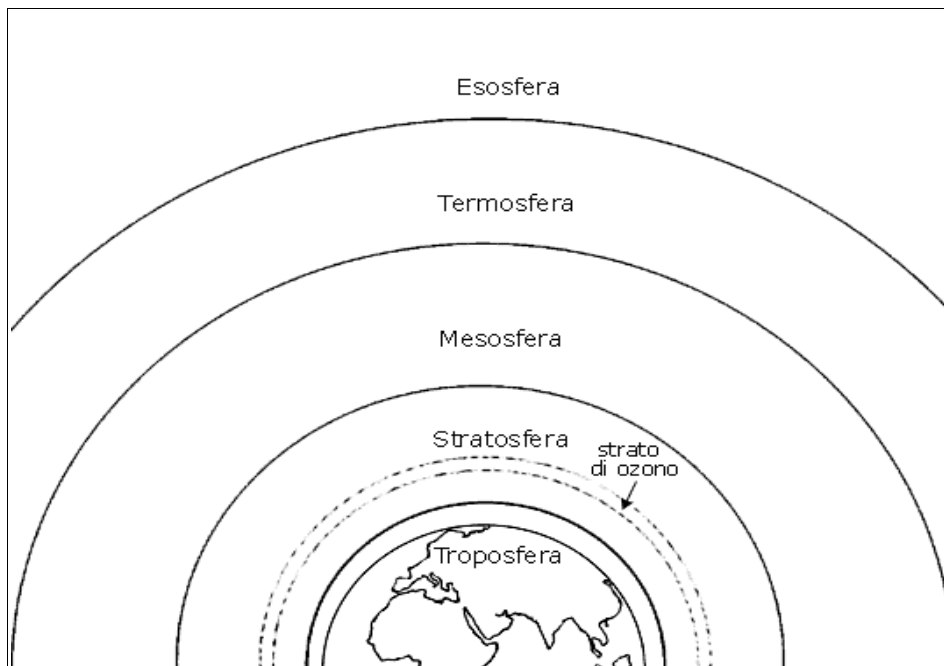 Esosfera
Termosfera
Mesosfera
Stratosfera
strato
di ozono
Troposfera